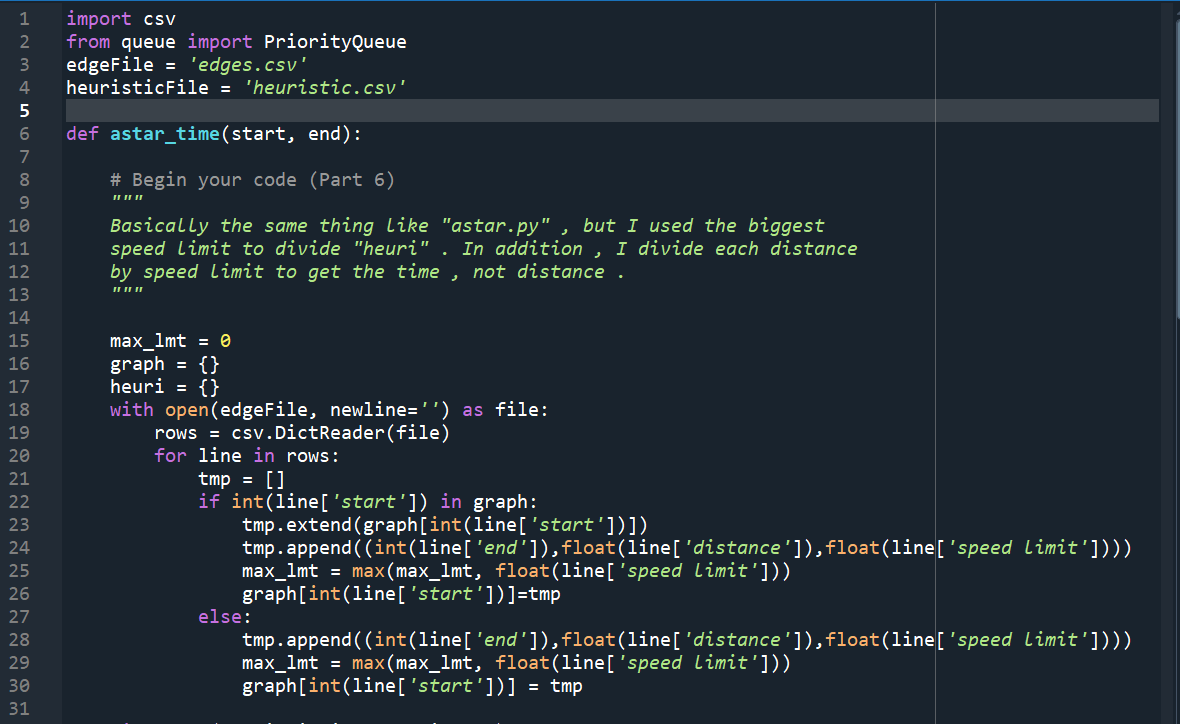 1 import csv
2 from queue import PriorityQueue
3 edgeFile = 'edges.csv'
4 heuristicFile = 'heuristic.csv'
5
6 def astar_time(start, end):
7
8     # Begin your code (Part 6)
9     """
10     Basically the same thing like "astar.py" , but I used the biggest
11     speed limit to divide "heuri" . In addition , I divide each distance
12     by speed limit to get the time , not distance .
13     """
14
15     max_lmt = 0
16     graph = {}
17     heuri = {}
18     with open(edgeFile, newline='') as file:
19         rows = csv.DictReader(file)
20         for line in rows:
21             tmp = []
22             if int(line['start']) in graph:
23                 tmp.extend(graph[int(line['start'])])
24                 tmp.append((int(line['end']),float(line['distance']),float(line['speed limit'])))
25                 max_lmt = max(max_lmt, float(line['speed limit']))
26                 graph[int(line['start'])]=tmp
27             else:
28                 tmp.append((int(line['end']),float(line['distance']),float(line['speed limit'])))
29                 max_lmt = max(max_lmt, float(line['speed limit']))
30                 graph[int(line['start'])] = tmp
31